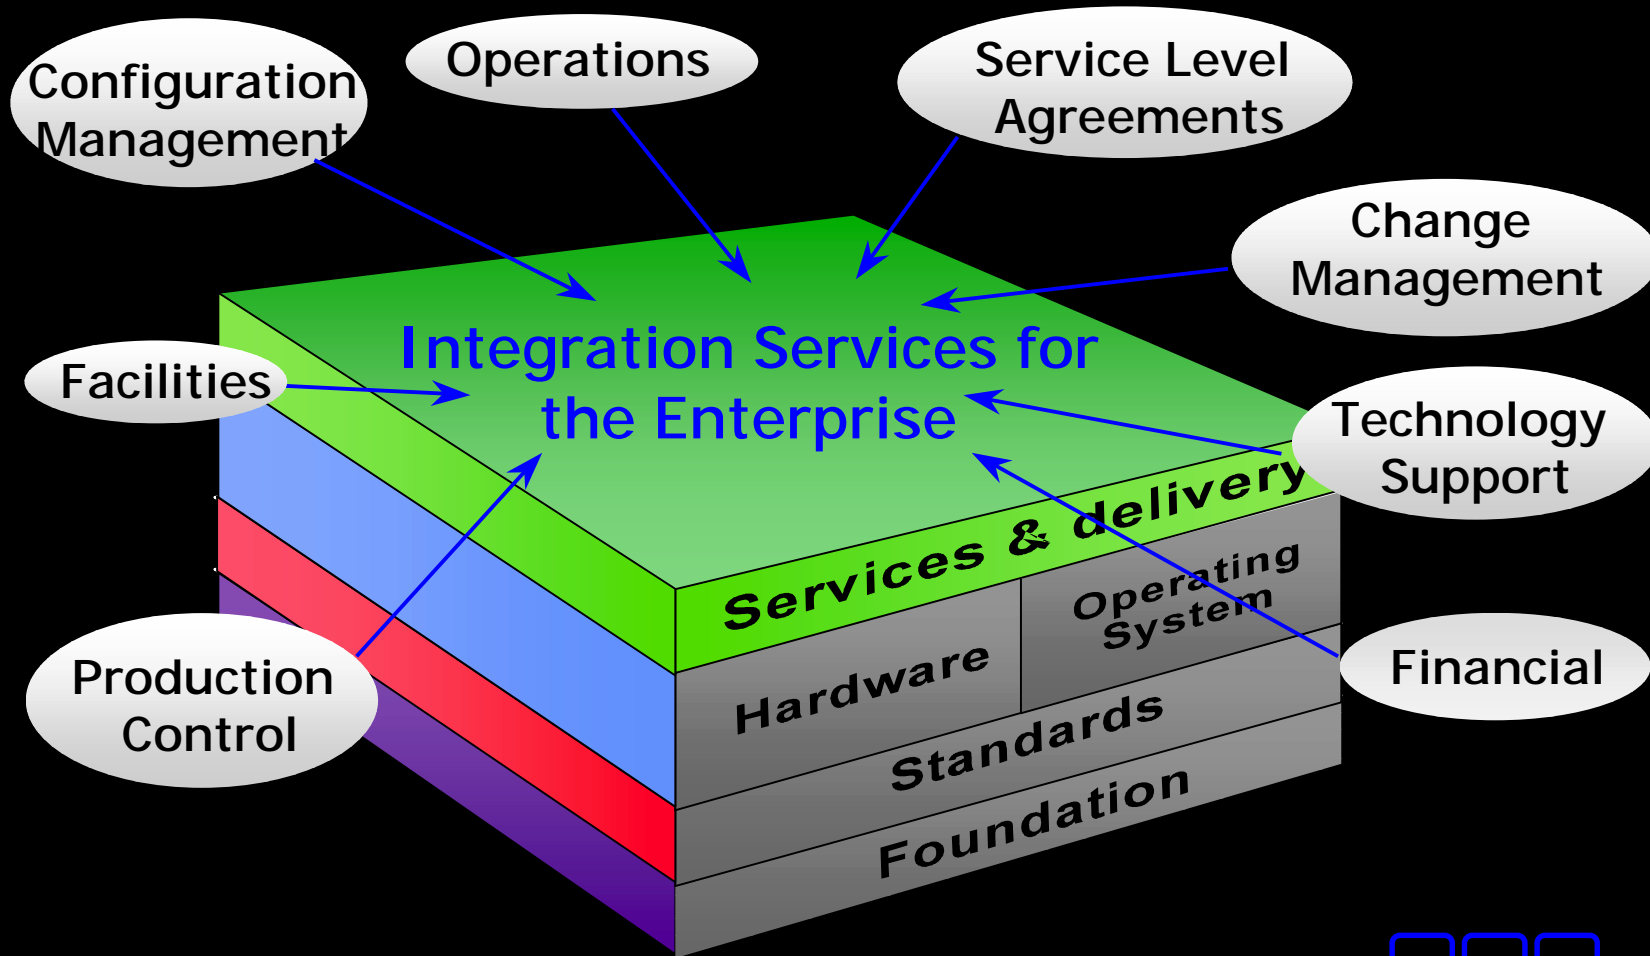 Configuration
Management
Operations
Service Level
Agreements
Change
Management
Integration Services for
the Enterprise
Facilities
Technology
Support
Services & delivery
Operating
System
Hardware
Production
Control
Financial
Standards
Foundation